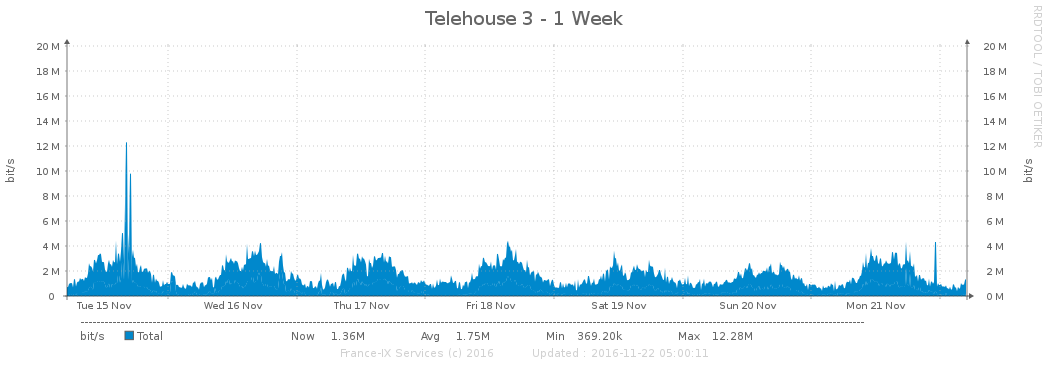 Telehouse 3 - 1 Week
RRDTOOL / TOBI OETIKER
bit/s
20 M 20 M
18 M 18 M
16 M 16 M
14 M 14 M
12 M 12 M
10 M 10 M
8 M 8 M
6 M 6 M
4 M 4 M
2 M 2 M
0 0 M
bit/s
Tue 15 Nov Wed 16 Nov Thu 17 Nov Fri 18 Nov Sat 19 Nov Sun 20 Nov Mon 21 Nov
bit/s Total Now 1.36M Avg 1.75M Min 369.20k Max 12.28M
France-IX Services (c) 2016 Updated : 2016-11-22 05:00:11